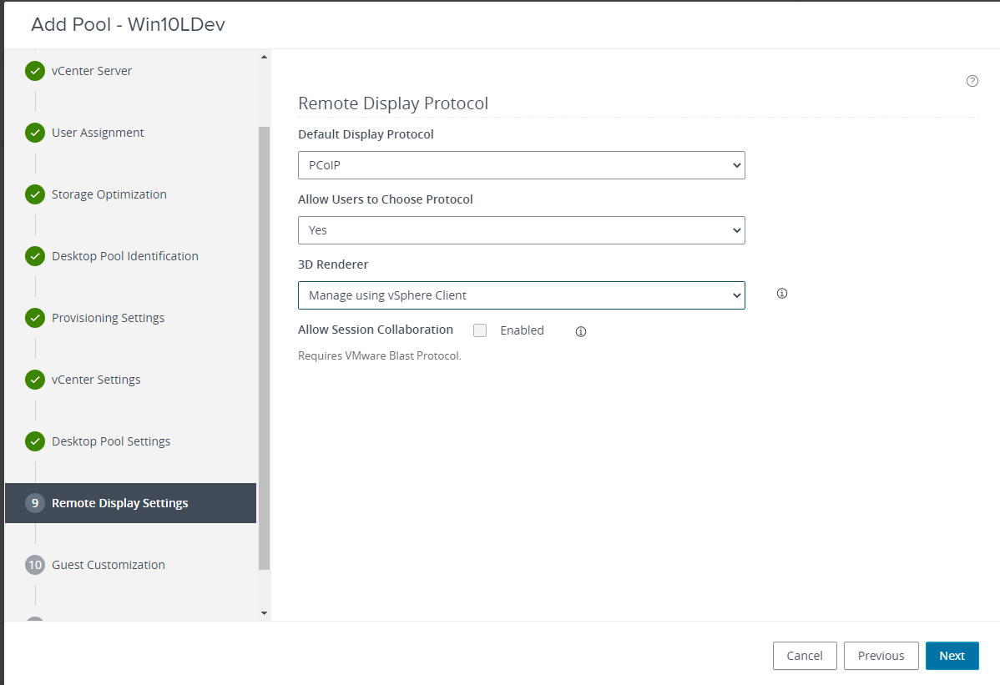 Add Pool - Win10LDev
vCenter Server
User Assignment
Storage Optimization
Desktop Pool Identification
Provisioning Settings
vCenter Settings
Desktop Pool Settings
9 Remote Display Settings
10 Guest Customization
Remote Display Protocol
Default Display Protocol
PCoIP
Allow Users to Choose Protocol
Yes
3D Renderer
Manage using vSphere Client
Allow Session Collaboration Enabled
Requires VMware Blast Protocol.
Cancel Previous Next